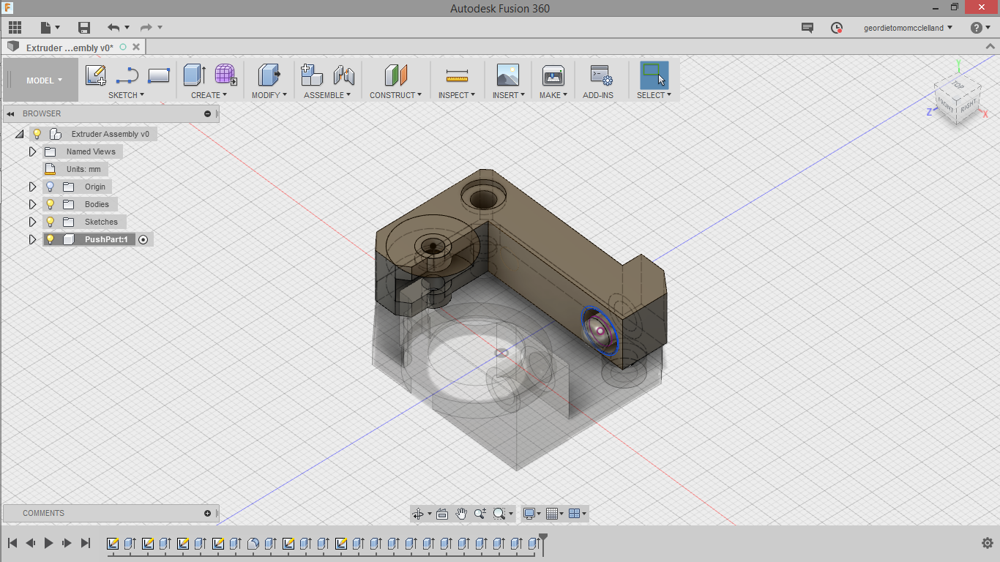 Autodesk Fusion 360
geordietomomcclelland
Extruder ...embly v0*
MODEL
SKETCH
CREATE
MODIFY
ASSEMBLE
CONSTRUCT
INSPECT
INSERT
MAKE
ADD-INS
SELECT
Y
TOP
FRONT
RIGHT
Z
X
BROWSER
Extruder Assembly v0
Named Views
Units: mm
Origin
Bodies
Sketches
PushPart:1
COMMENTS